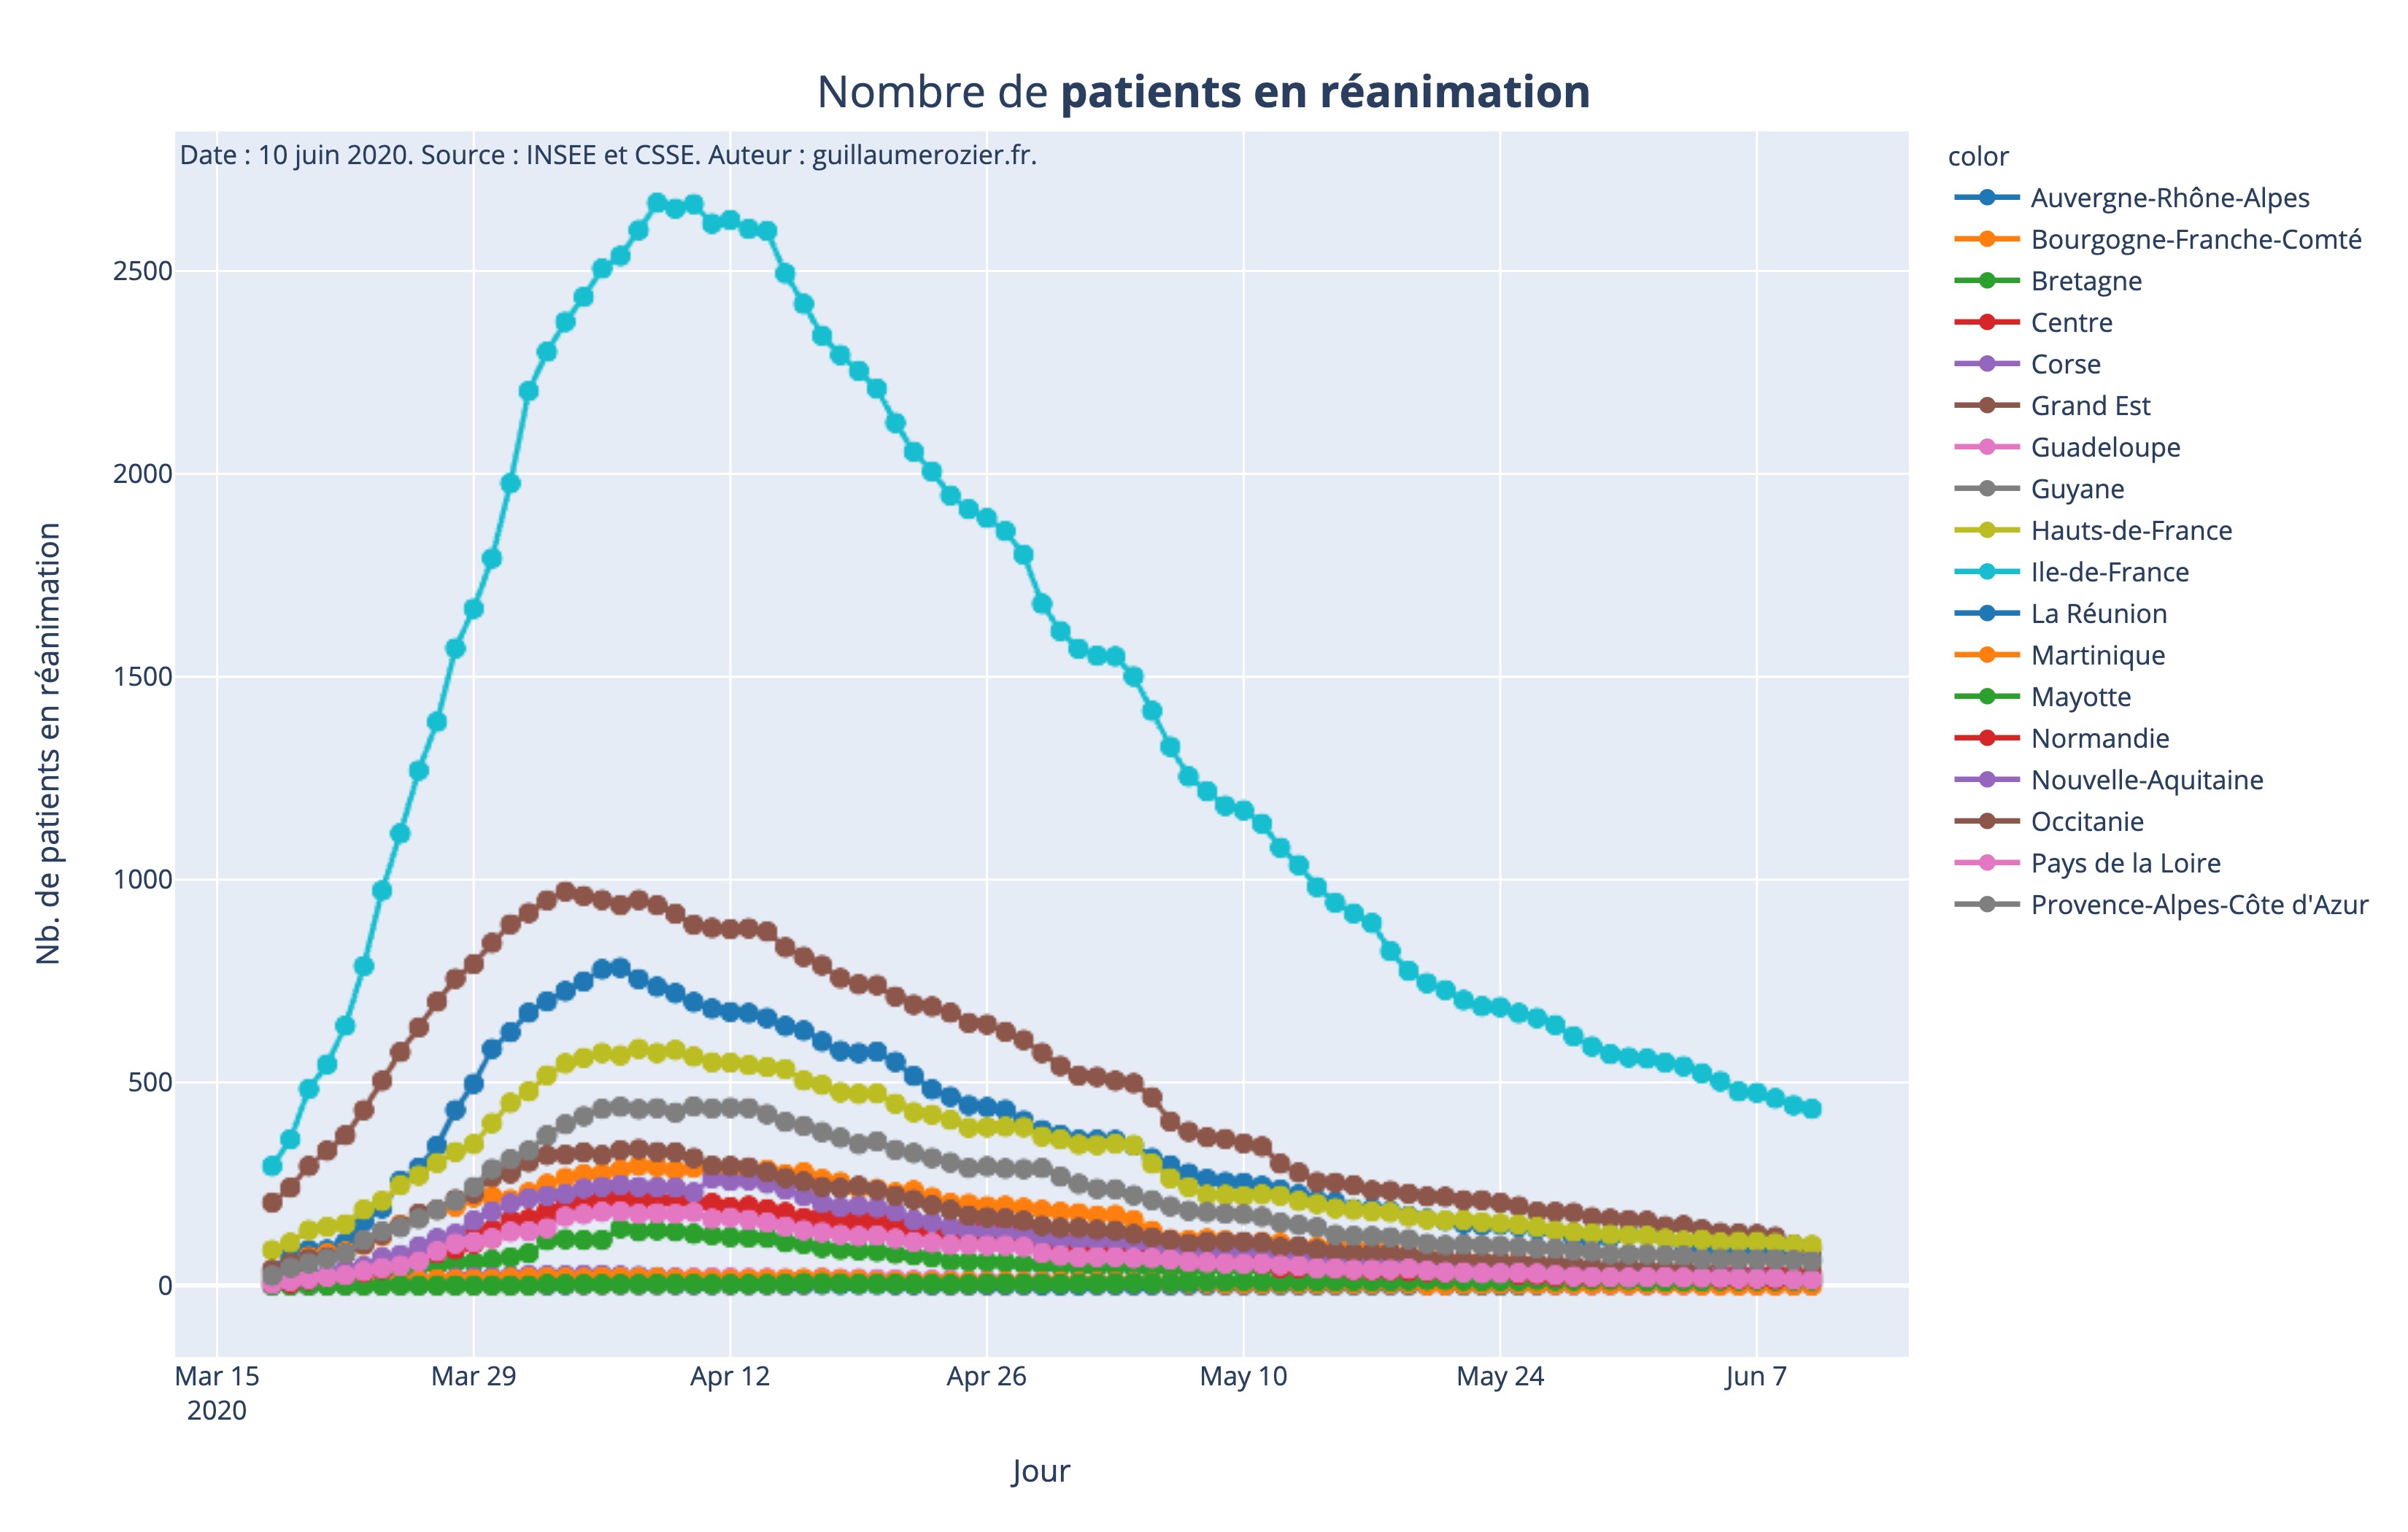 Nombre de patients en réanimation
Date : 10 juin 2020. Source : INSEE et CSSE. Auteur : guillaumerozier.fr.
Nb. de patients en réanimation
2500
2000
1500
1000
500
0
Mar 15
2020
Mar 29
Apr 12
Apr 26
May 10
May 24
Jun 7
Jour
color
Auvergne-Rhône-Alpes
Bourgogne-Franche-Comté
Bretagne
Centre
Corse
Grand Est
Guadeloupe
Guyane
Hauts-de-France
Ile-de-France
La Réunion
Martinique
Mayotte
Normandie
Nouvelle-Aquitaine
Occitanie
Pays de la Loire
Provence-Alpes-Côte d'Azur